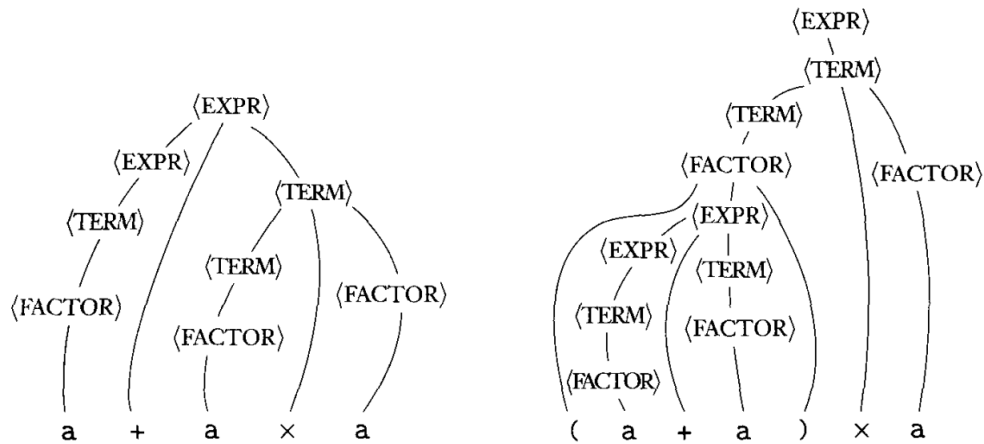 ⟨EXPR⟩
⟨EXPR⟩
⟨TERM⟩
⟨TERM⟩
⟨TERM⟩
⟨FACTOR⟩
⟨FACTOR⟩
⟨FACTOR⟩
a + a × a
⟨EXPR⟩
⟨TERM⟩
⟨TERM⟩
⟨FACTOR⟩
⟨FACTOR⟩
⟨EXPR⟩
⟨EXPR⟩
⟨TERM⟩
⟨TERM⟩
⟨FACTOR⟩
⟨FACTOR⟩
( a + a ) × a